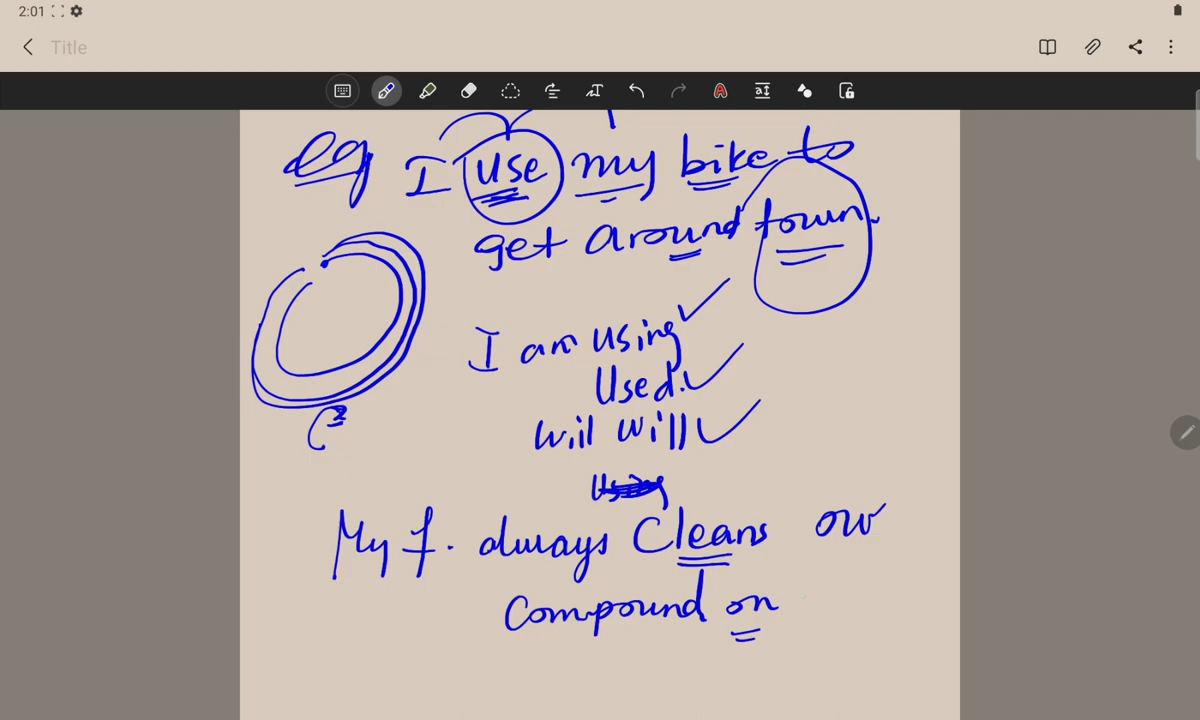 2:01
Title
eg I use my bike to
get around town.
I am using
Used.
will will
My f. always Cleans our
Compound on